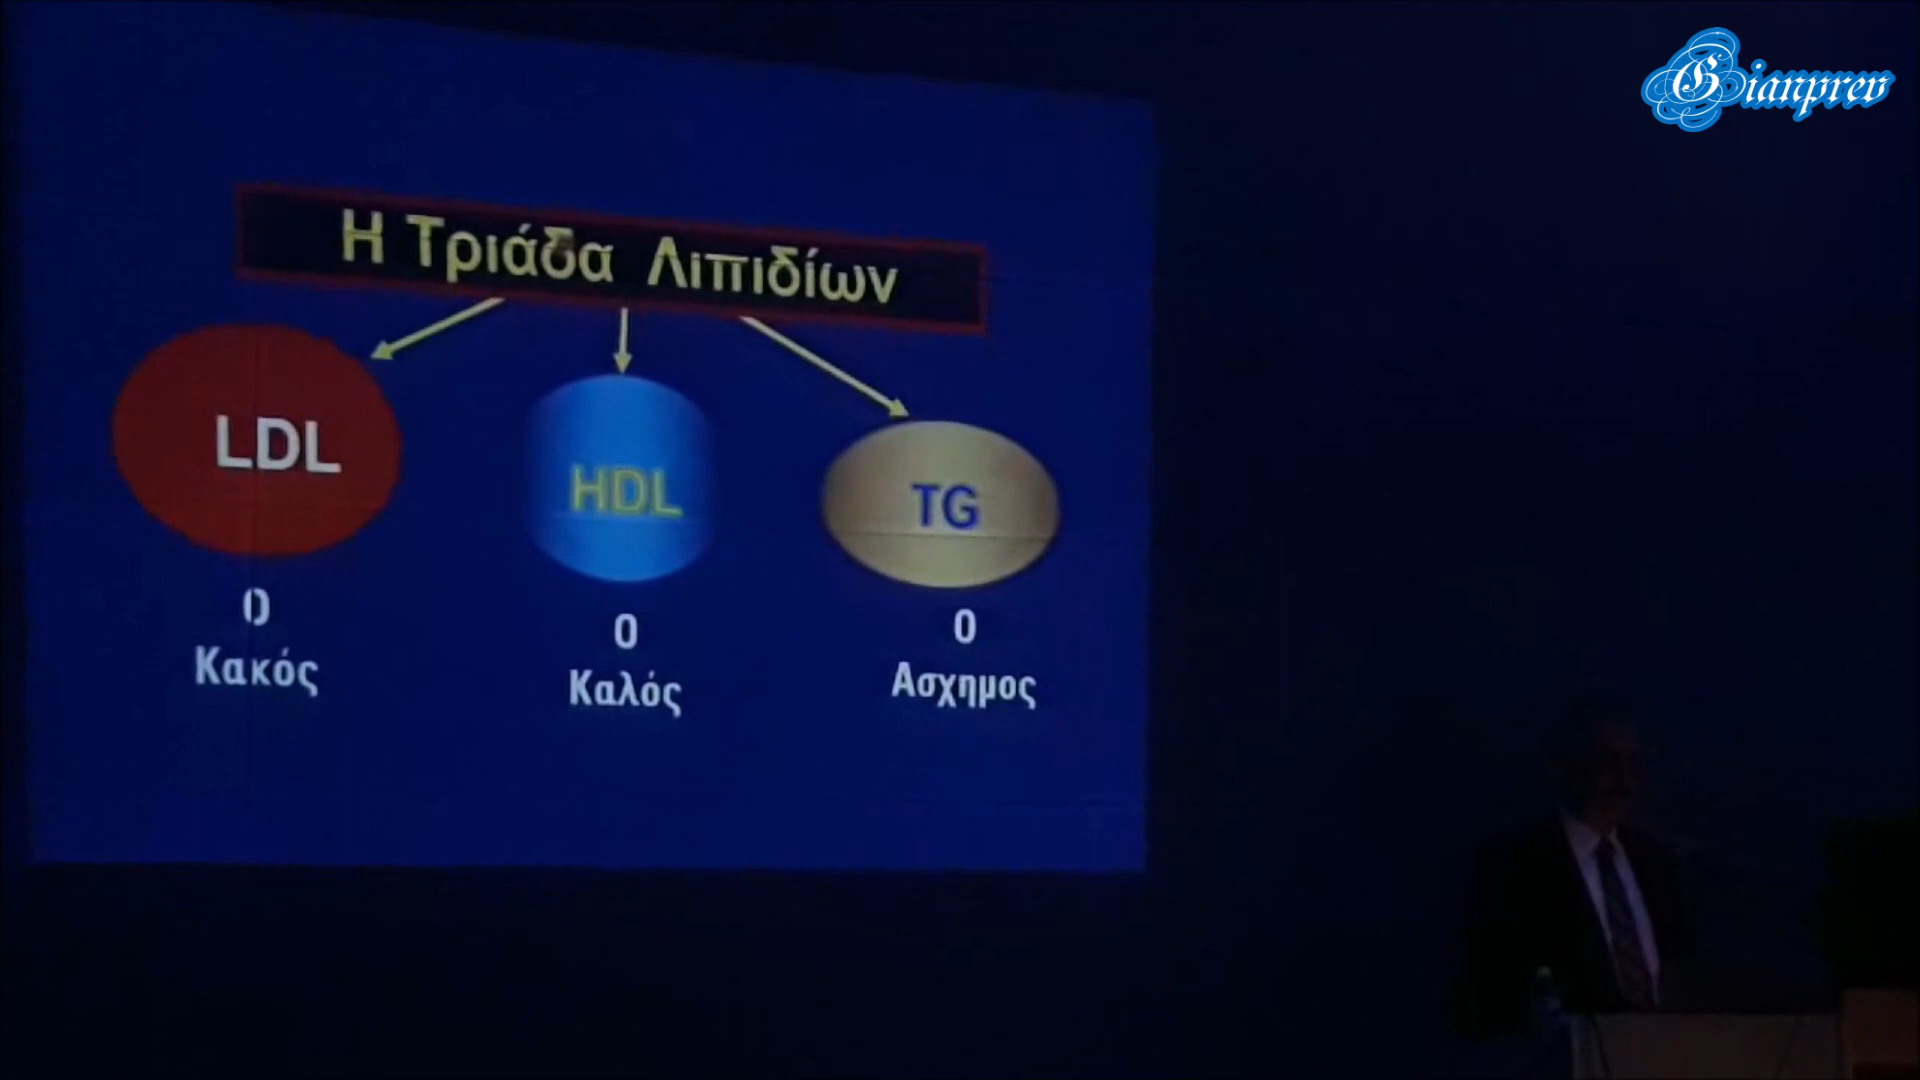 Gianprev
Η Τριάδα Λιπιδίων
LDL
HDL
TG
Ο
Κακός
Ο
Καλός
Ο
Ασχημος